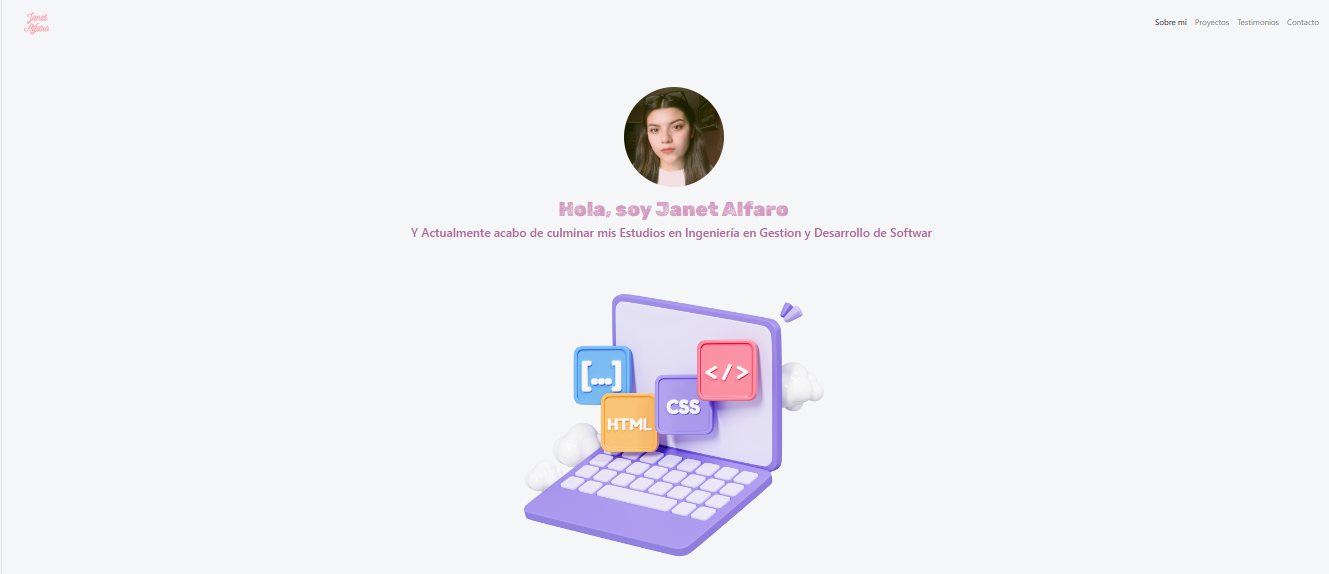 Janet
Alfaro
Sobre mi Proyectos Testimonios Contacto
Hola, soy Janet Alfaro
Y Actualmente acabo de culminar mis Estudios en Ingeniería en Gestion y Desarrollo de Softwar
[...]
</>
CSS
HTML